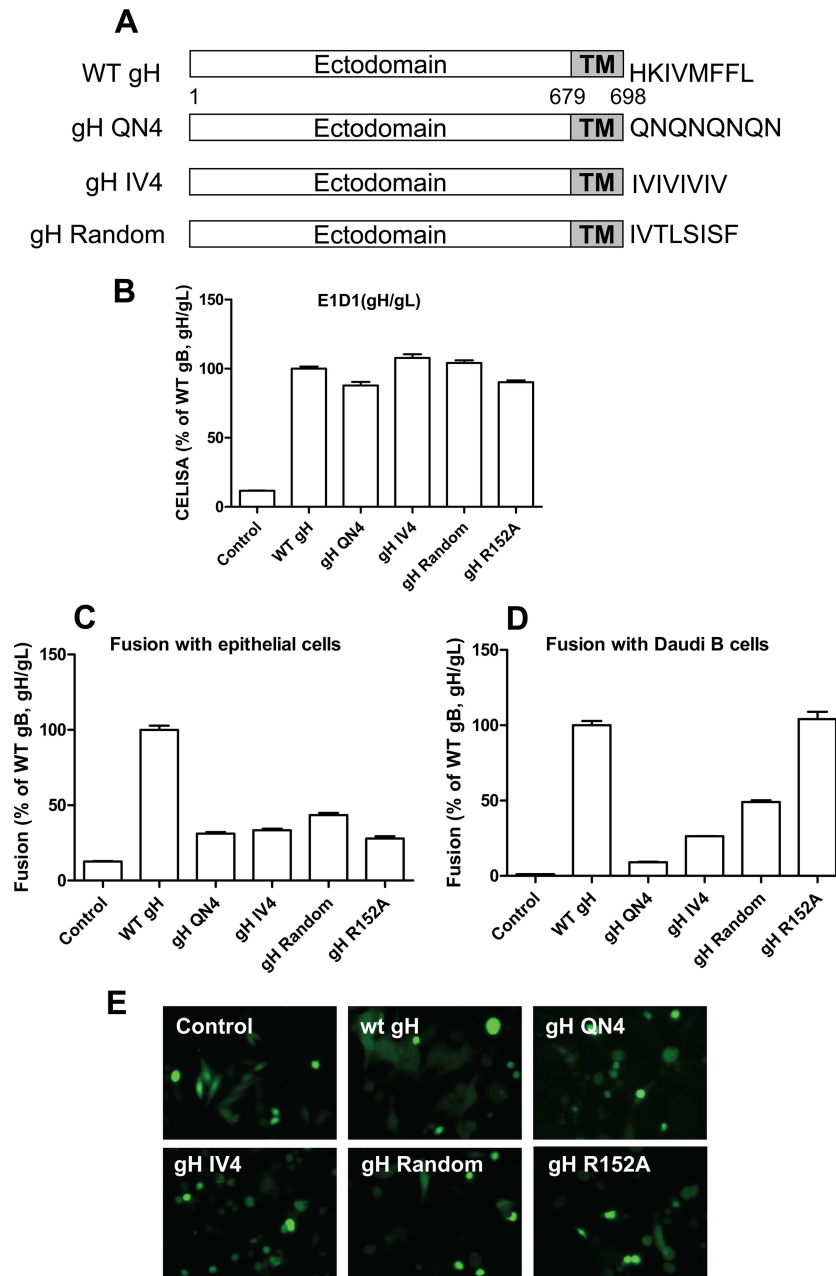 A
WT gH Ectodomain TM HKIVMFFL
1 679 698
gH QN4 Ectodomain TM QNQNQNQN
gH IV4 Ectodomain TM IVIVIVIV
gH Random Ectodomain TM IVTLSISF
B
E1D1(gH/gL)
CELISA (% of WT gB, gH/gL)
150
100
50
0
Control
WT gH
gH QN4
gH IV4
gH Random
gH R152A
C
Fusion with epithelial cells
Fusion (% of WT gB, gH/gL)
150
100
50
0
Control
WT gH
gH QN4
gH IV4
gH Random
gH R152A
D
Fusion with Daudi B cells
Fusion (% of WT gB, gH/gL)
150
100
50
0
Control
WT gH
gH QN4
gH IV4
gH Random
gH R152A
E
Control
wt gH
gH QN4
gH IV4
gH Random
gH R152A